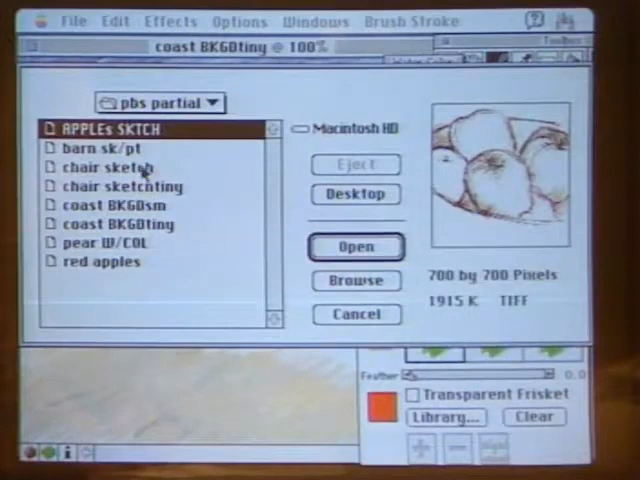 File Edit Effects Options Windows Brush Stroke
coast BKGDtiny @ 100%
pbs partial
APPLEs SKTCH
barn sk/pt
chair sketch
chair sketchtiny
coast BKGDsm
coast BKGDtiny
pear W/COL
red apples
Macintosh HD
Eject
Desktop
Open
Browse
Cancel
700 by 700 Pixels
1915 K TIFF
Feather 0.0
Transparent Frisket
Library... Clear